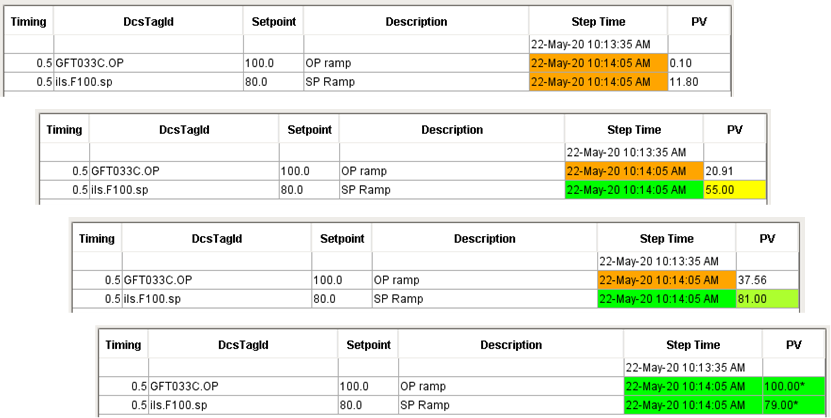 Timing DcsTagId Setpoint Description Step Time PV
22-May-20 10:13:35 AM
0.5 GFT033C.OP 100.0 OP ramp 22-May-20 10:14:05 AM 0.10
0.5 ils.F100.sp 80.0 SP Ramp 22-May-20 10:14:05 AM 11.80
Timing DcsTagId Setpoint Description Step Time PV
22-May-20 10:13:35 AM
0.5 GFT033C.OP 100.0 OP ramp 22-May-20 10:14:05 AM 20.91
0.5 ils.F100.sp 80.0 SP Ramp 22-May-20 10:14:05 AM 55.00
Timing DcsTagId Setpoint Description Step Time PV
22-May-20 10:13:35 AM
0.5 GFT033C.OP 100.0 OP ramp 22-May-20 10:14:05 AM 37.56
0.5 ils.F100.sp 80.0 SP Ramp 22-May-20 10:14:05 AM 81.00
Timing DcsTagId Setpoint Description Step Time PV
22-May-20 10:13:35 AM
0.5 GFT033C.OP 100.0 OP ramp 22-May-20 10:14:05 AM 100.00*
0.5 ils.F100.sp 80.0 SP Ramp 22-May-20 10:14:05 AM 79.00*